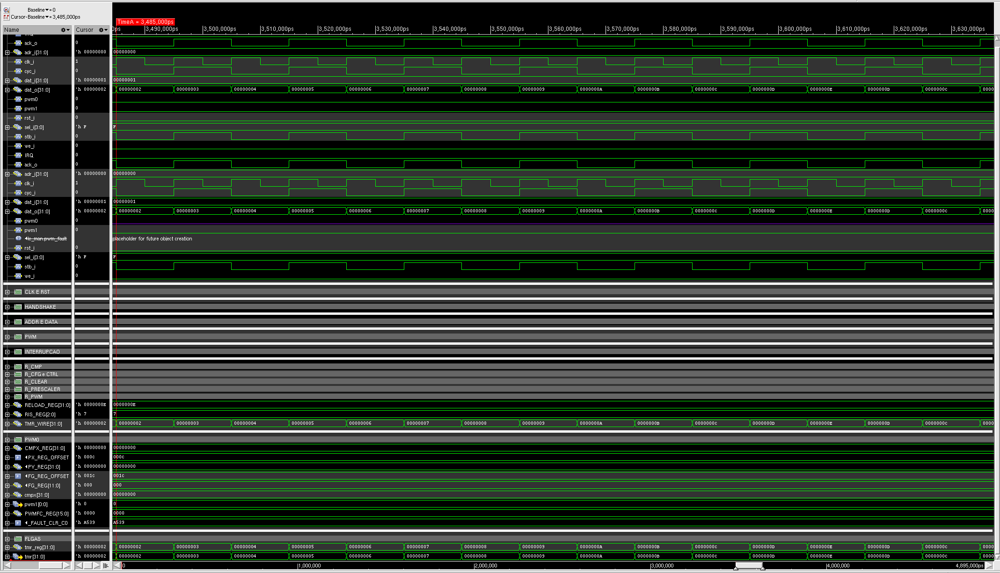 Baseline▼= 0
Cursor-Baseline▼= 3,485,000ps
TimeA = 3,485,000ps
Name Cursor 0ps 3,490,000ps 3,500,000ps 3,510,000ps 3,520,000ps 3,530,000ps 3,540,000ps 3,550,000ps 3,560,000ps 3,570,000ps 3,580,000ps 3,590,000ps 3,600,000ps 3,610,000ps 3,620,000ps 3,630,000ps
ack_o 0
adr_i[31:0] 'h 00000000 00000000
clk_i 1
cyc_i 0
dat_i[31:0] 'h 00000001 00000001
dat_o[31:0] 'h 00000002 00000002 00000003 00000004 00000005 00000006 00000007 00000008 00000009 0000000A 0000000B 0000000C 0000000D 0000000E 0000000D 0000000C 0000
pwm0 0
pwm1 0
rst_i 0
sel_i[3:0] 'h F F
stb_i 0
we_i 0
IRQ 0
ack_o 0
adr_i[31:0] 'h 00000000 00000000
clk_i 1
cyc_i 0
dat_i[31:0] 'h 00000001 00000001
dat_o[31:0] 'h 00000002 00000002 00000003 00000004 00000005 00000006 00000007 00000008 00000009 0000000A 0000000B 0000000C 0000000D 0000000E 0000000D 0000000C 0000
pwm0 0
pwm1 0
lc_man.pwm_fault placeholder for future object creation
rst_i 0
sel_i[3:0] 'h F F
stb_i 0
we_i 0
CLK E RST
HANDSHAKE
ADDR E DATA
PWM
INTERRUPCAO
R_CMP
R_CFG e CTRL
R_CLEAR
R_PRESCALER
R_PWM
RELOAD_REG[31:0] 'h 0000000E 0000000E
RIS_REG[2:0] 'h 7 7
TMR_WIRE[31:0] 'h 00000002 00000002 00000003 00000004 00000005 00000006 00000007 00000008 00000009 0000000A 0000000B 0000000C 0000000D 0000000E 0000000D 0000000C 0000
PWM0
CMPX_REG[31:0] 'h 00000000 00000000
PX_REG_OFFSET 'h 000c 000c
PY_REG[31:0] 'h 00000000 00000000
FG_REG_OFFSET 'h 001c 001c
FG_REG[11:0] 'h 000 000
cmpx[31:0] 'h 00000000 00000000
pwm1[0:0] 'h 0 0
PWMFC_REG[15:0] 'h 0000 0000
_FAULT_CLR_CO 'h A539 A539
FLGAS
tmr_reg[31:0] 'h 00000002 00000002 00000003 00000004 00000005 00000006 00000007 00000008 00000009 0000000A 0000000B 0000000C 0000000D 0000000E 0000000D 0000000C 0000
tmr[31:0] 'h 00000002 00000002 00000003 00000004 00000005 00000006 00000007 00000008 00000009 0000000A 0000000B 0000000C 0000000D 0000000E 0000000D 0000000C 0000
0 1,000,000 2,000,000 3,000,000 4,000,000 4,895,000ps